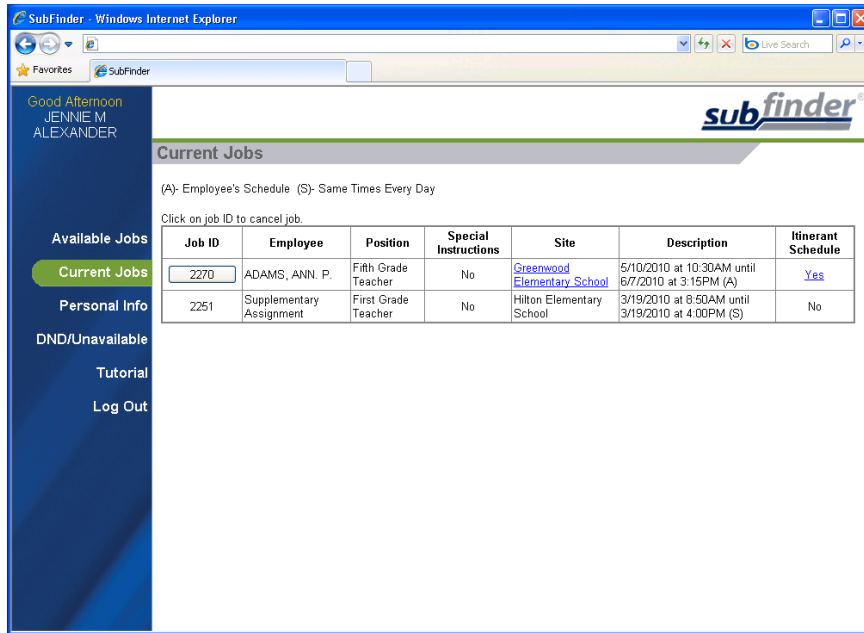 SubFinder - Windows Internet Explorer
Live Search
Favorites SubFinder
Good Afternoon
JENNIE M
ALEXANDER
subfinder®
Current Jobs
(A)- Employee's Schedule (S)- Same Times Every Day
Click on job ID to cancel job.
Available Jobs
Current Jobs
Personal Info
DND/Unavailable
Tutorial
Log Out
Job ID Employee Position Special Instructions Site Description Itinerant Schedule
2270 ADAMS, ANN. P. Fifth Grade Teacher No Greenwood Elementary School 5/10/2010 at 10:30AM until 6/7/2010 at 3:15PM (A) Yes
2251 Supplementary Assignment First Grade Teacher No Hilton Elementary School 3/19/2010 at 8:50AM until 3/19/2010 at 4:00PM (S) No